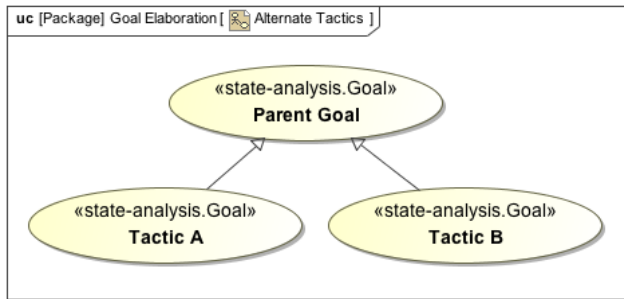 uc [Package] Goal Elaboration [ Alternate Tactics ]
«state-analysis.Goal»
Parent Goal
«state-analysis.Goal»
Tactic A
«state-analysis.Goal»
Tactic B